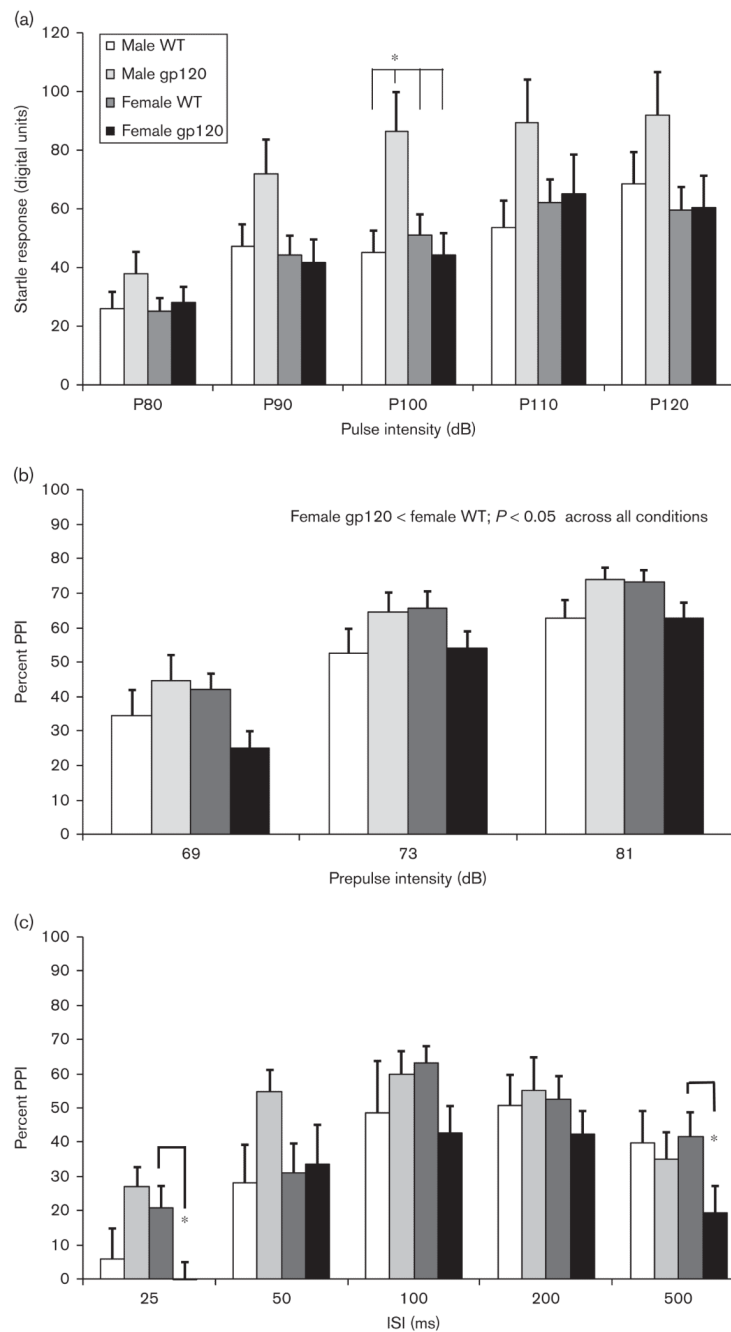 (a)
120
100
80
60
40
20
0
Startle response (digital units)
Male WT
Male gp120
Female WT
Female gp120
*
P80 P90 P100 P110 P120
Pulse intensity (dB)
(b)
100
90
80
70
60
50
40
30
20
10
0
Percent PPI
Female gp120 < female WT; P < 0.05 across all conditions
69 73 81
Prepulse intensity (dB)
(c)
100
90
80
70
60
50
40
30
20
10
0
Percent PPI
*
*
25 50 100 200 500
ISI (ms)